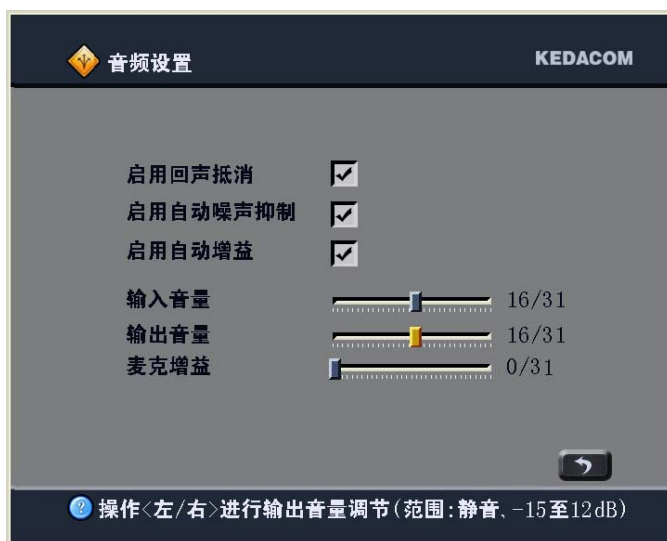 音频设置 KEDACOM
启用回声抵消
启用自动噪声抑制
启用自动增益
输入音量 16/31
输出音量 16/31
麦克增益 0/31
操作<左/右>进行输出音量调节(范围:静音、-15至12dB)